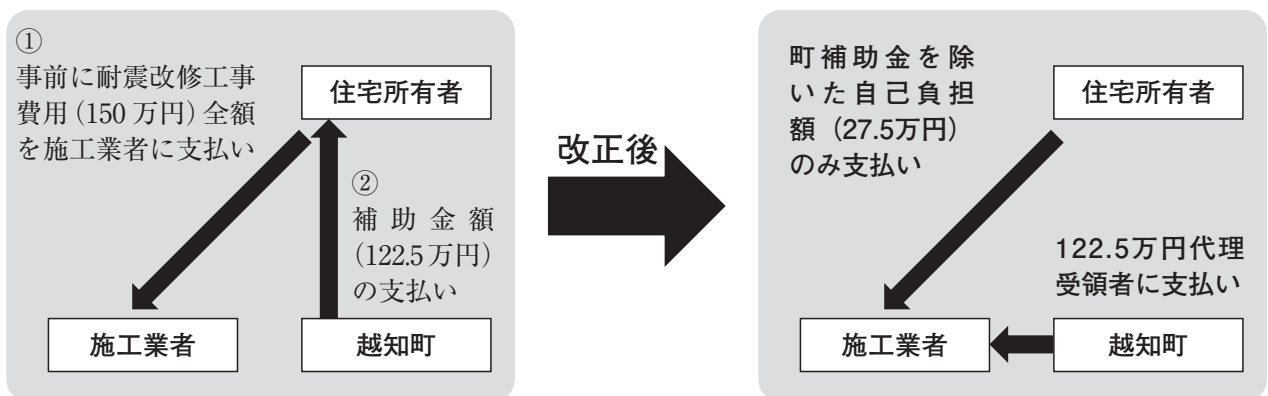 ①
事前に耐震改修工事
費用（150 万円）全額
を施工業者に支払い
住宅所有者
②
補助金額
（122.5 万円）
の支払い
施工業者
越知町
改正後
町補助金を除
いた自己負担
額（27.5万円）
のみ支払い
住宅所有者
122.5万円代理
受領者に支払い
施工業者
越知町